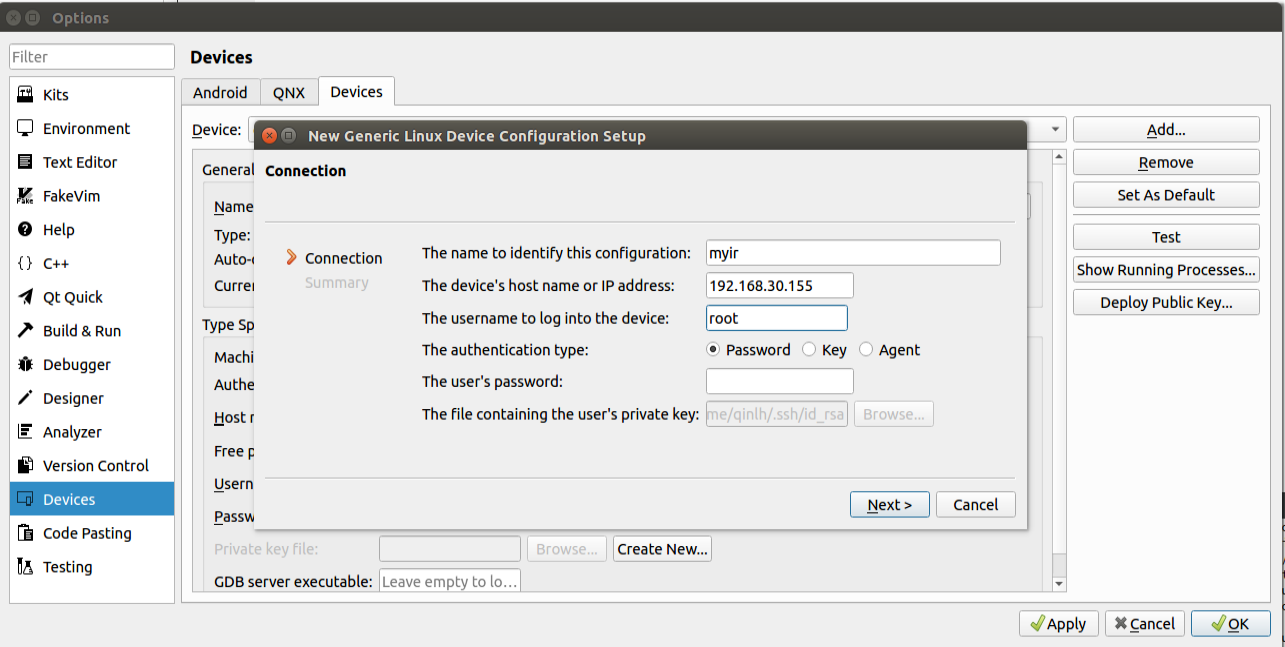 Options
Filter
Kits
Environment
Text Editor
FakeVim
Help
C++
Qt Quick
Build & Run
Debugger
Designer
Analyzer
Version Control
Devices
Code Pasting
Testing
Devices
Android QNX Devices
Device:
General
Name
Type:
Auto-
Curre
Type Sp
Machi
Authe
Host
Free p
Usern
Passw
Private key file: Browse... Create New...
GDB server executable: Leave empty to lo...
New Generic Linux Device Configuration Setup
Connection
Connection
Summary
The name to identify this configuration: myir
The device's host name or IP address: 192.168.30.155
The username to log into the device: root
The authentication type: Password Key Agent
The user's password:
The file containing the user's private key: me/qinlh/.ssh/id_rsa Browse...
Next > Cancel
Add...
Remove
Set As Default
Test
Show Running Processes...
Deploy Public Key...
Apply Cancel OK